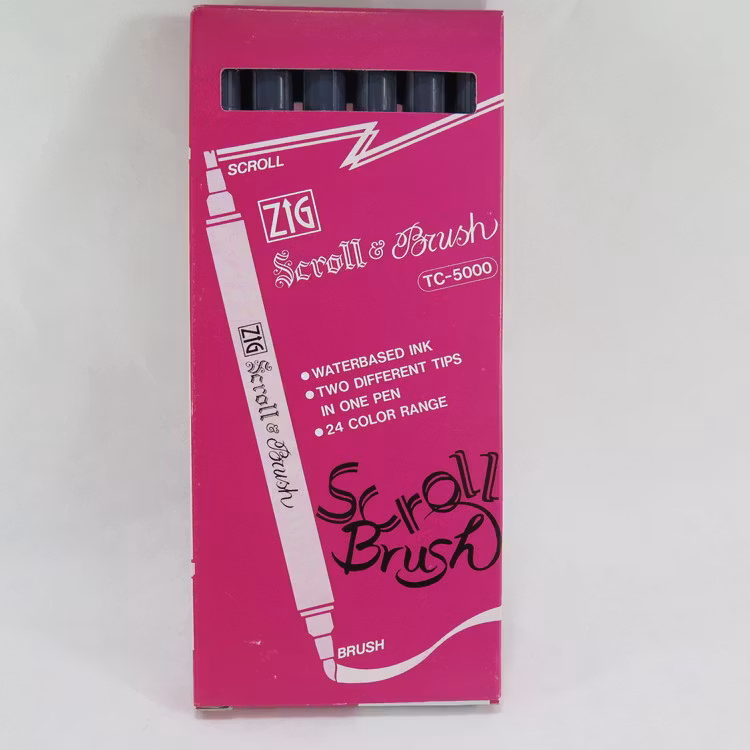 SCROLL
ZIG
Scroll & Brush
TC-5000
ZIG Scroll & Brush
• WATERBASED INK
• TWO DIFFERENT TIPS
IN ONE PEN
• 24 COLOR RANGE
Scroll
Brush
BRUSH